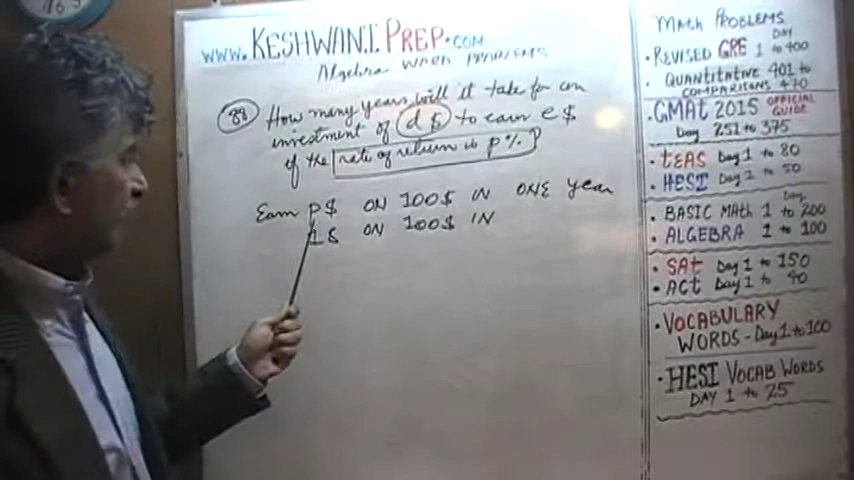 www. KESHWANI PREP.COM
Algebra WORD PROBLEMS
88 How many years will it take for an
investment of d $ to earn e $
if the rate of return is p% ?
Earn p$ ON 100$ IN ONE year
1$ ON 100$ IN
MATH PROBLEMS
DAY
• REVISED GRE 1 to 400
• QUANTITATIVE 401 to
COMPARISONS 470
• GMAT 2015 OFFICIAL GUIDE
Day 251 to 375
• TEAS Day 1 to 80
• HESI Day 1 to 50
Day
• BASIC MATH 1 to 200
• ALGEBRA 1 to 100
• SAT Day 1 to 150
• ACT Day 1 to 40
• VOCABULARY
WORDS - Day 1 to 100
• HESI VOCAB WORDS
DAY 1 to 25